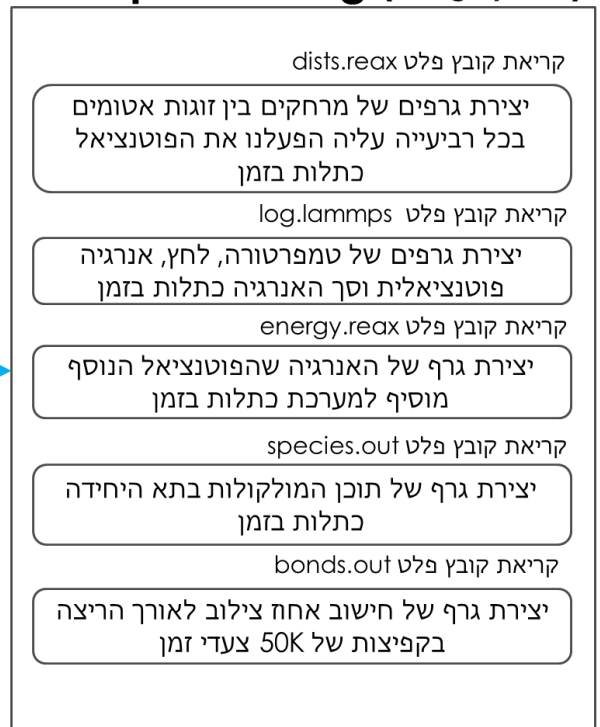 קריאת קובץ פלט dists.reax
יצירת גרפים של מרחקים בין זוגות אטומים
בכל רביעייה עליה הפעלנו את הפוטנציאל
כתלות בזמן
קריאת קובץ פלט log.lammps
יצירת גרפים של טמפרטורה, לחץ, אנרגיה
פוטנציאלית וסך האנרגיה כתלות בזמן
קריאת קובץ פלט energy.reax
יצירת גרף של האנרגיה שהפוטנציאל הנוסף
מוסיף למערכת כתלות בזמן
קריאת קובץ פלט species.out
יצירת גרף של תוכן המולקולות בתא היחידה
כתלות בזמן
קריאת קובץ פלט bonds.out
יצירת גרף של חישוב אחוז צילוב לאורך הריצה
בקפיצות של 50K צעדי זמן